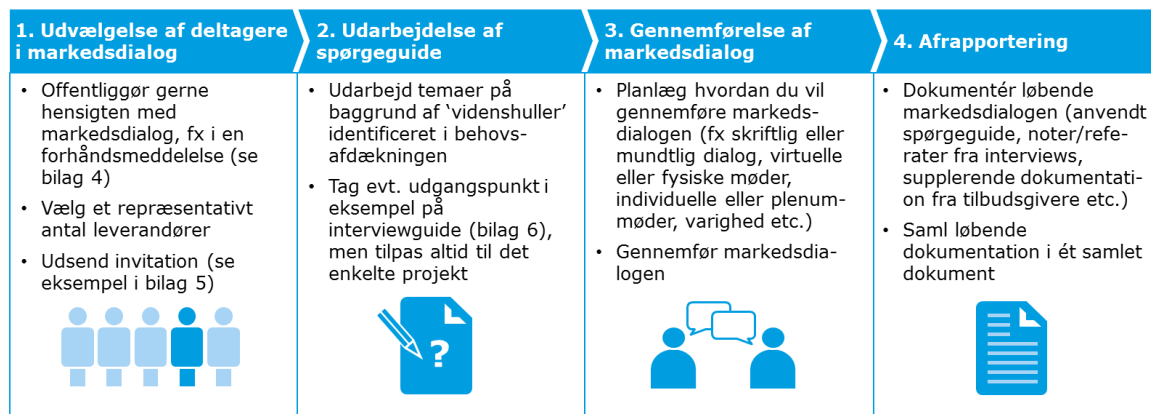 1. Udvælgelse af deltagere
i markedsdialog
• Offentliggør gerne
hensigten med
markedsdialog, fx i en
forhåndsmeddelelse (se
bilag 4)
• Vælg et repræsentativt
antal leverandører
• Udsend invitation (se
eksempel i bilag 5)
2. Udarbejdelse af
spørgeguide
• Udarbejd temaer på
baggrund af ‘videnshuller’
identificeret i behovs-
afdækningen
• Tag evt. udgangspunkt i
eksempel på
interviewguide (bilag 6),
men tilpas altid til det
enkelte projekt
?
3. Gennemførelse af
markedsdialog
• Planlæg hvordan du vil
gennemføre markeds-
dialogen (fx skriftlig eller
mundtlig dialog, virtuelle
eller fysiske møder,
individuelle eller plenum-
møder, varighed etc.)
• Gennemfør markedsdia-
logen
4. Afrapportering
• Dokumentér løbende
markedsdialogen (anvendt
spørgeguide, noter/refe-
rater fra interviews,
supplerende dokumentati-
on fra tilbudsgivere etc.)
• Saml løbende
dokumentation i ét samlet
dokument